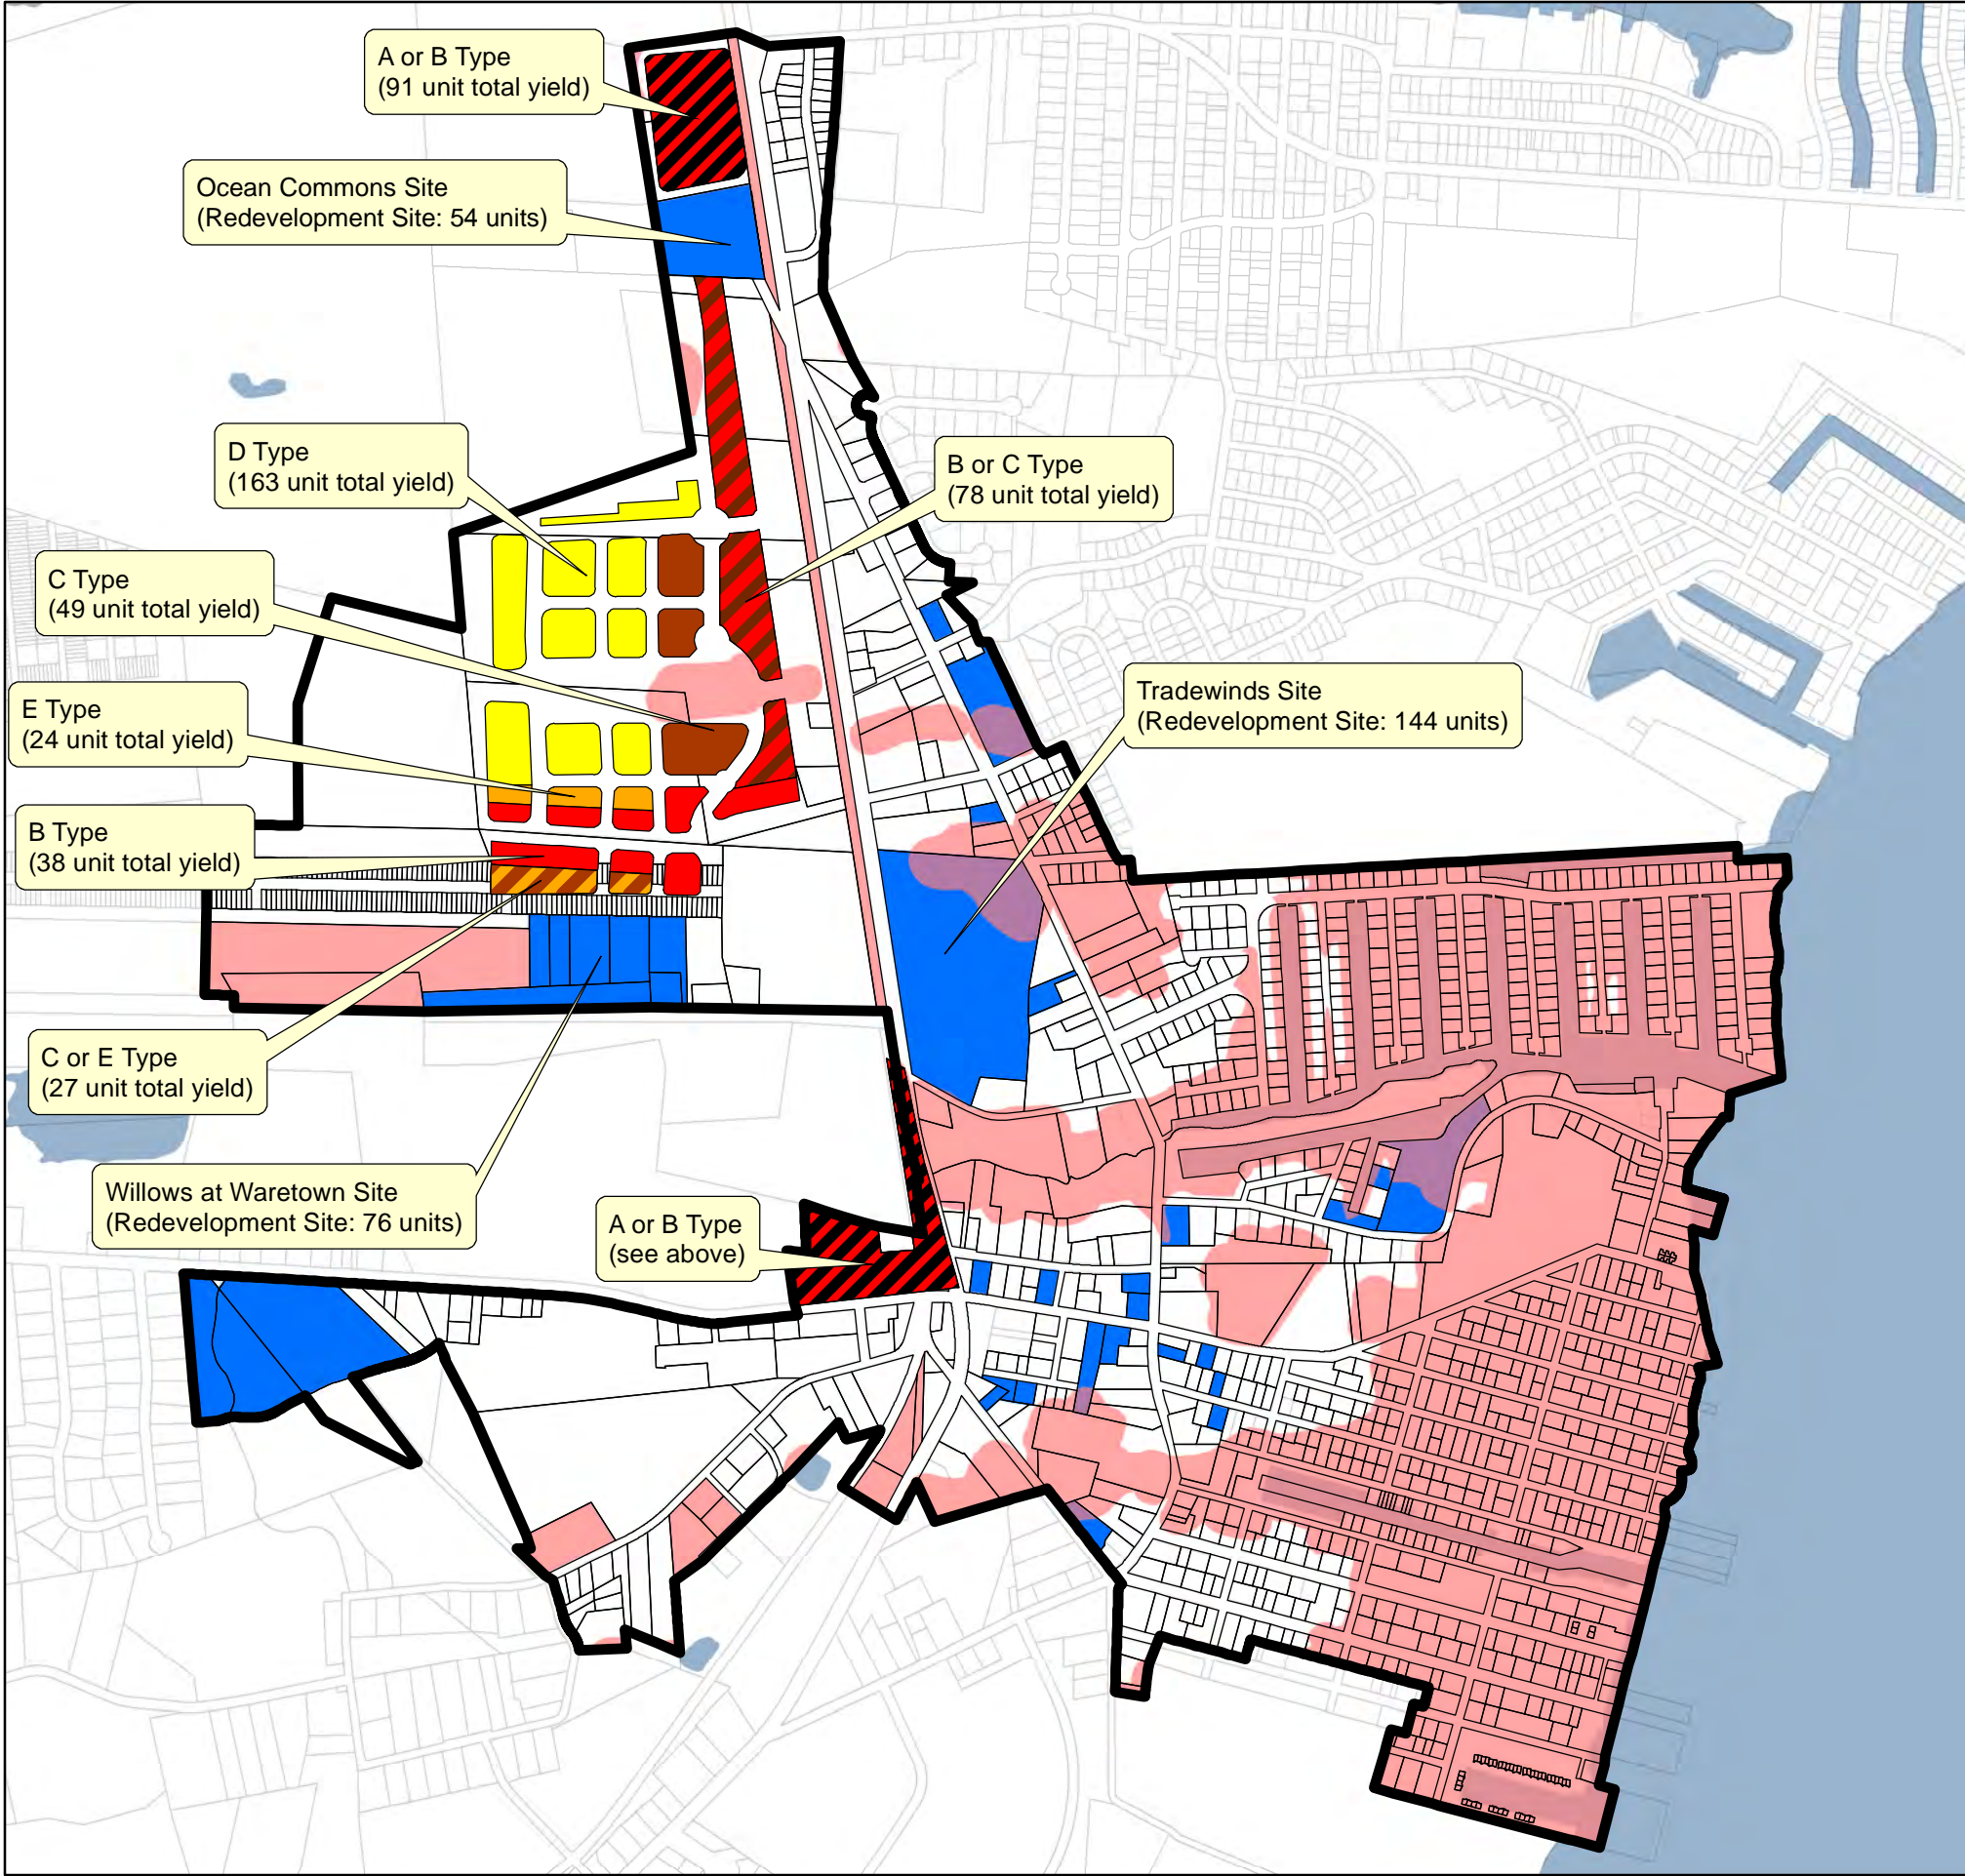 A or B Type
(91 unit total yield)
Ocean Commons Site
(Redevelopment Site: 54 units)
D Type
(163 unit total yield)
B or C Type
(78 unit total yield)
C Type
(49 unit total yield)
E Type
(24 unit total yield)
Tradewinds Site
(Redevelopment Site: 144 units)
B Type
(38 unit total yield)
C or E Type
(27 unit total yield)
Willows at Waretown Site
(Redevelopment Site: 76 units)
A or B Type
(see above)